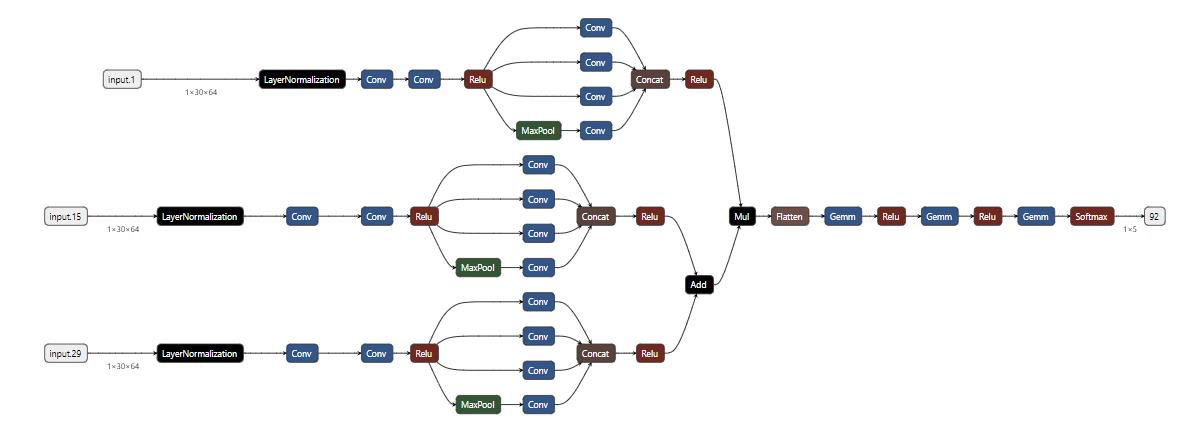 Conv
input.1
1×30×64
LayerNormalization
Conv
Conv
Relu
Conv
Conv
MaxPool
Conv
Concat
Relu
input.15
1×30×64
LayerNormalization
Conv
Conv
Relu
Conv
Conv
Conv
MaxPool
Conv
Concat
Relu
Mul
Flatten
Gemm
Relu
Gemm
Relu
Gemm
Softmax
1×5
92
Add
input.29
1×30×64
LayerNormalization
Conv
Conv
Relu
Conv
Conv
Conv
MaxPool
Conv
Concat
Relu